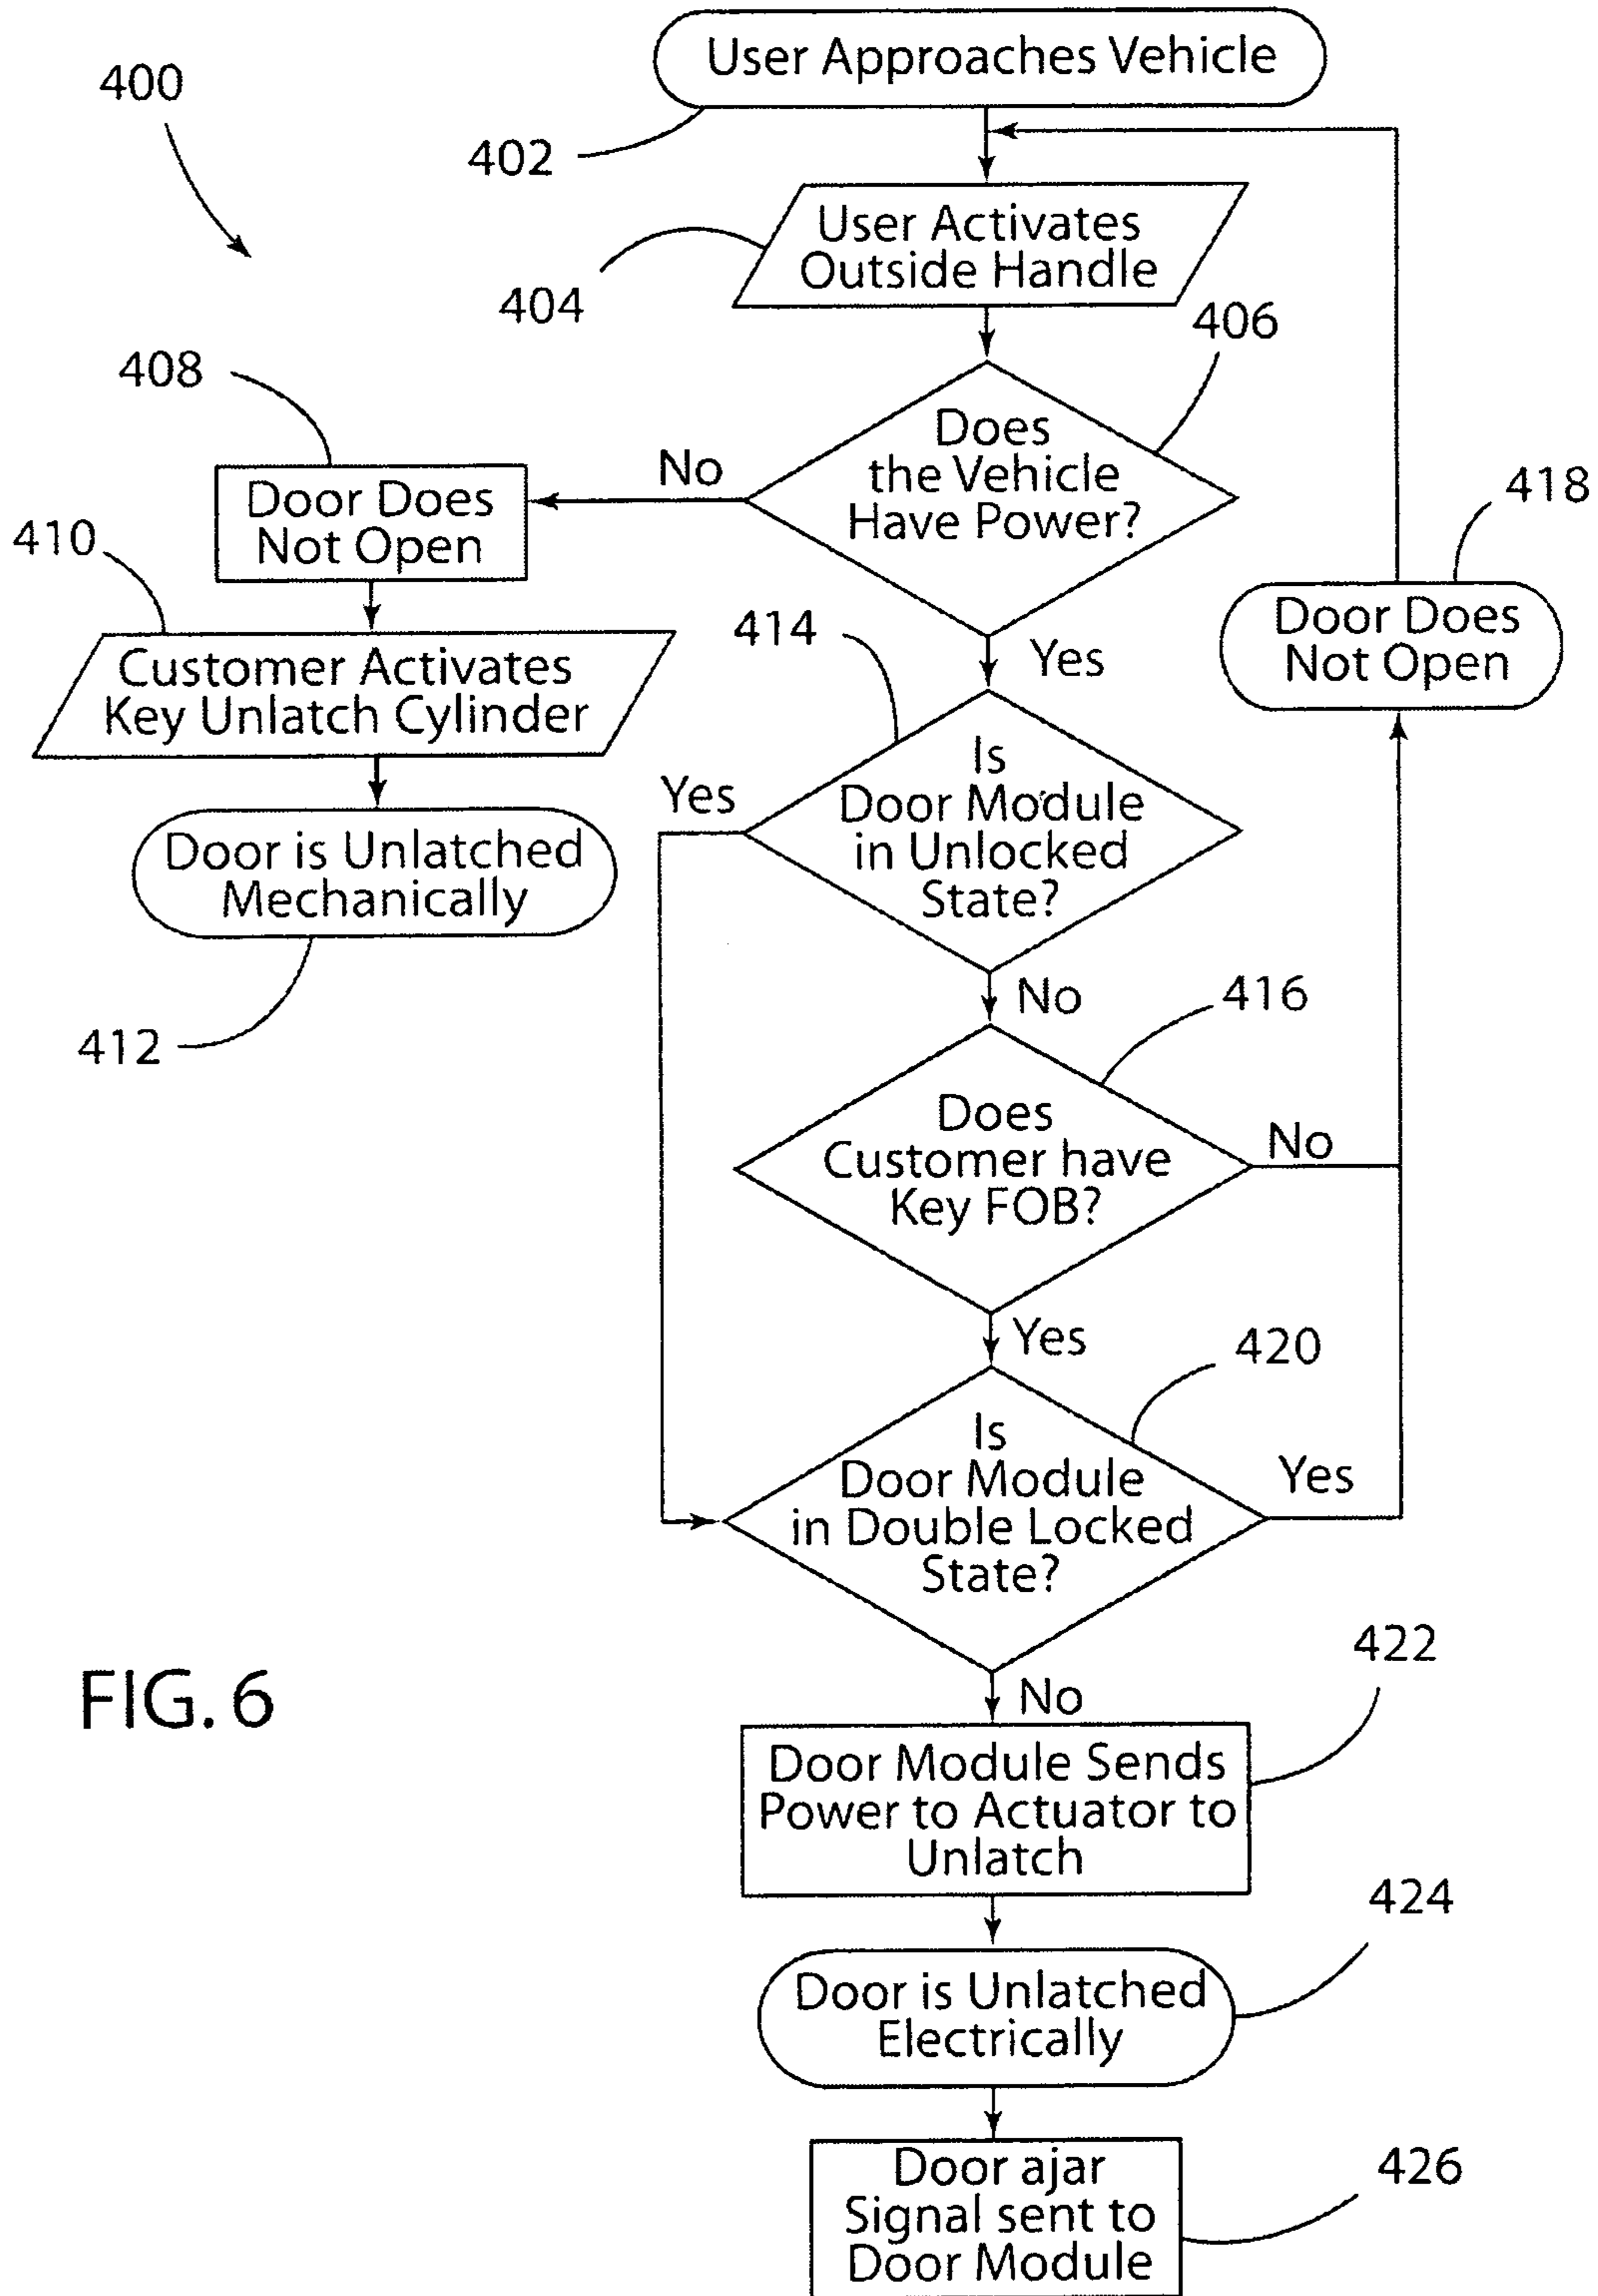 User Approaches Vehicle
400
402
User Activates
Outside Handle
404
406
408
Does
the Vehicle
Have Power?
No
Door Does
Not Open
418
410
Door Does
Not Open
414
Yes
Customer Activates
Key Unlatch Cylinder
Is
Door Module
in Unlocked
State?
Yes
Door is Unlatched
Mechanically
No
416
412
Does
Customer have
Key FOB?
No
Yes
420
Is
Door Module
in Double Locked
State?
Yes
422
FIG. 6
No
Door Module Sends
Power to Actuator to
Unlatch
424
Door is Unlatched
Electrically
Door ajar
Signal sent to
Door Module
426